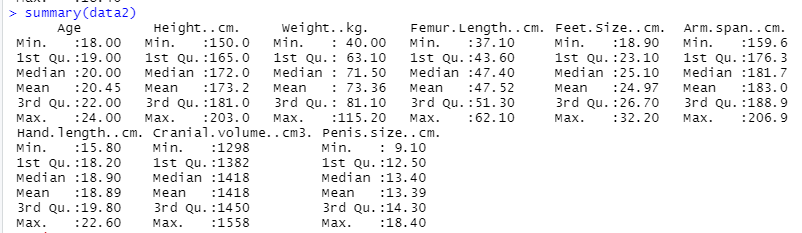 > summary(data2)
Age Height..cm. Weight..kg. Femur.Length..cm. Feet.Size..cm. Arm.span..cm.
Min. :18.00 Min. :150.0 Min. : 40.00 Min. :37.10 Min. :18.90 Min. :159.6
1st Qu.:19.00 1st Qu.:165.0 1st Qu.: 63.10 1st Qu.:43.60 1st Qu.:23.10 1st Qu.:176.3
Median :20.00 Median :172.0 Median : 71.50 Median :47.40 Median :25.10 Median :181.7
Mean :20.45 Mean :173.2 Mean : 73.36 Mean :47.52 Mean :24.97 Mean :183.0
3rd Qu.:22.00 3rd Qu.:181.0 3rd Qu.: 81.10 3rd Qu.:51.30 3rd Qu.:26.70 3rd Qu.:188.9
Max. :24.00 Max. :203.0 Max. :115.20 Max. :62.10 Max. :32.20 Max. :206.9
Hand.length..cm. Cranial.volume..cm3. Penis.size..cm.
Min. :15.80 Min. :1298 Min. : 9.10
1st Qu.:18.20 1st Qu.:1382 1st Qu.:12.50
Median :18.90 Median :1418 Median :13.40
Mean :18.89 Mean :1418 Mean :13.39
3rd Qu.:19.80 3rd Qu.:1450 3rd Qu.:14.30
Max. :22.60 Max. :1558 Max. :18.40